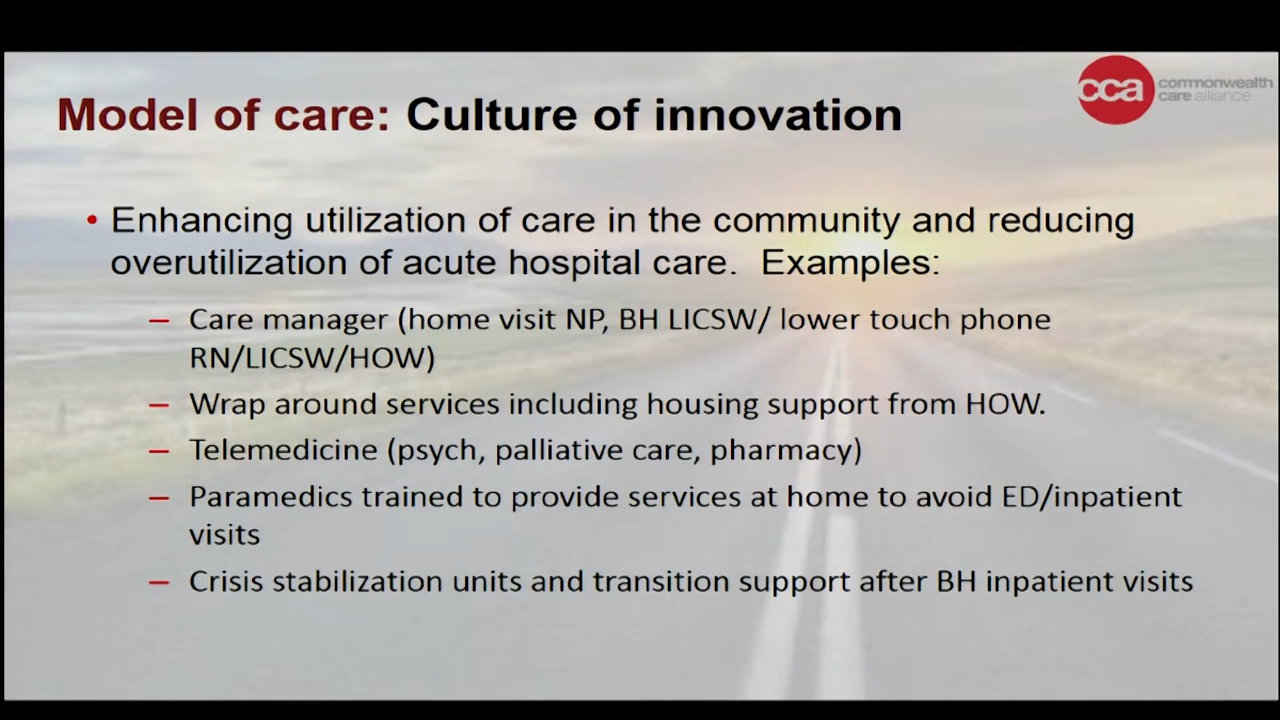 cca commonwealth
care alliance
Model of care: Culture of innovation
• Enhancing utilization of care in the community and reducing
overutilization of acute hospital care. Examples:
– Care manager (home visit NP, BH LICSW/ lower touch phone
RN/LICSW/HOW)
– Wrap around services including housing support from HOW.
– Telemedicine (psych, palliative care, pharmacy)
– Paramedics trained to provide services at home to avoid ED/inpatient
visits
– Crisis stabilization units and transition support after BH inpatient visits